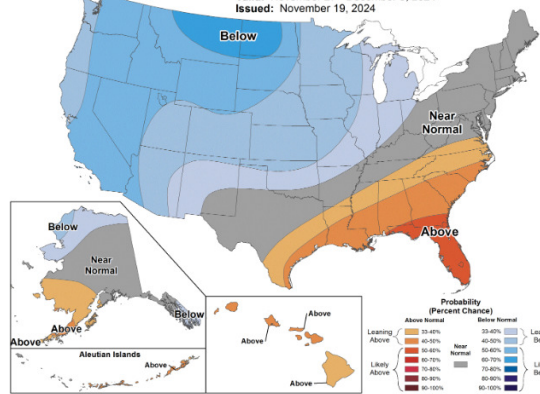 Issued: November 19, 2024
Below
Near
Normal
Above
Below
Near
Normal
Above
Above
Below
Aleutian Islands
Above
Above
Above
Above
Probability
(Percent Chance)
Above Normal
Below Normal
Leaning
Above
33-40%
40-50%
50-60%
60-70%
70-80%
80-90%
90-100%
Likely
Above
Near
Normal
33-40%
40-50%
50-60%
60-70%
70-80%
80-90%
90-100%